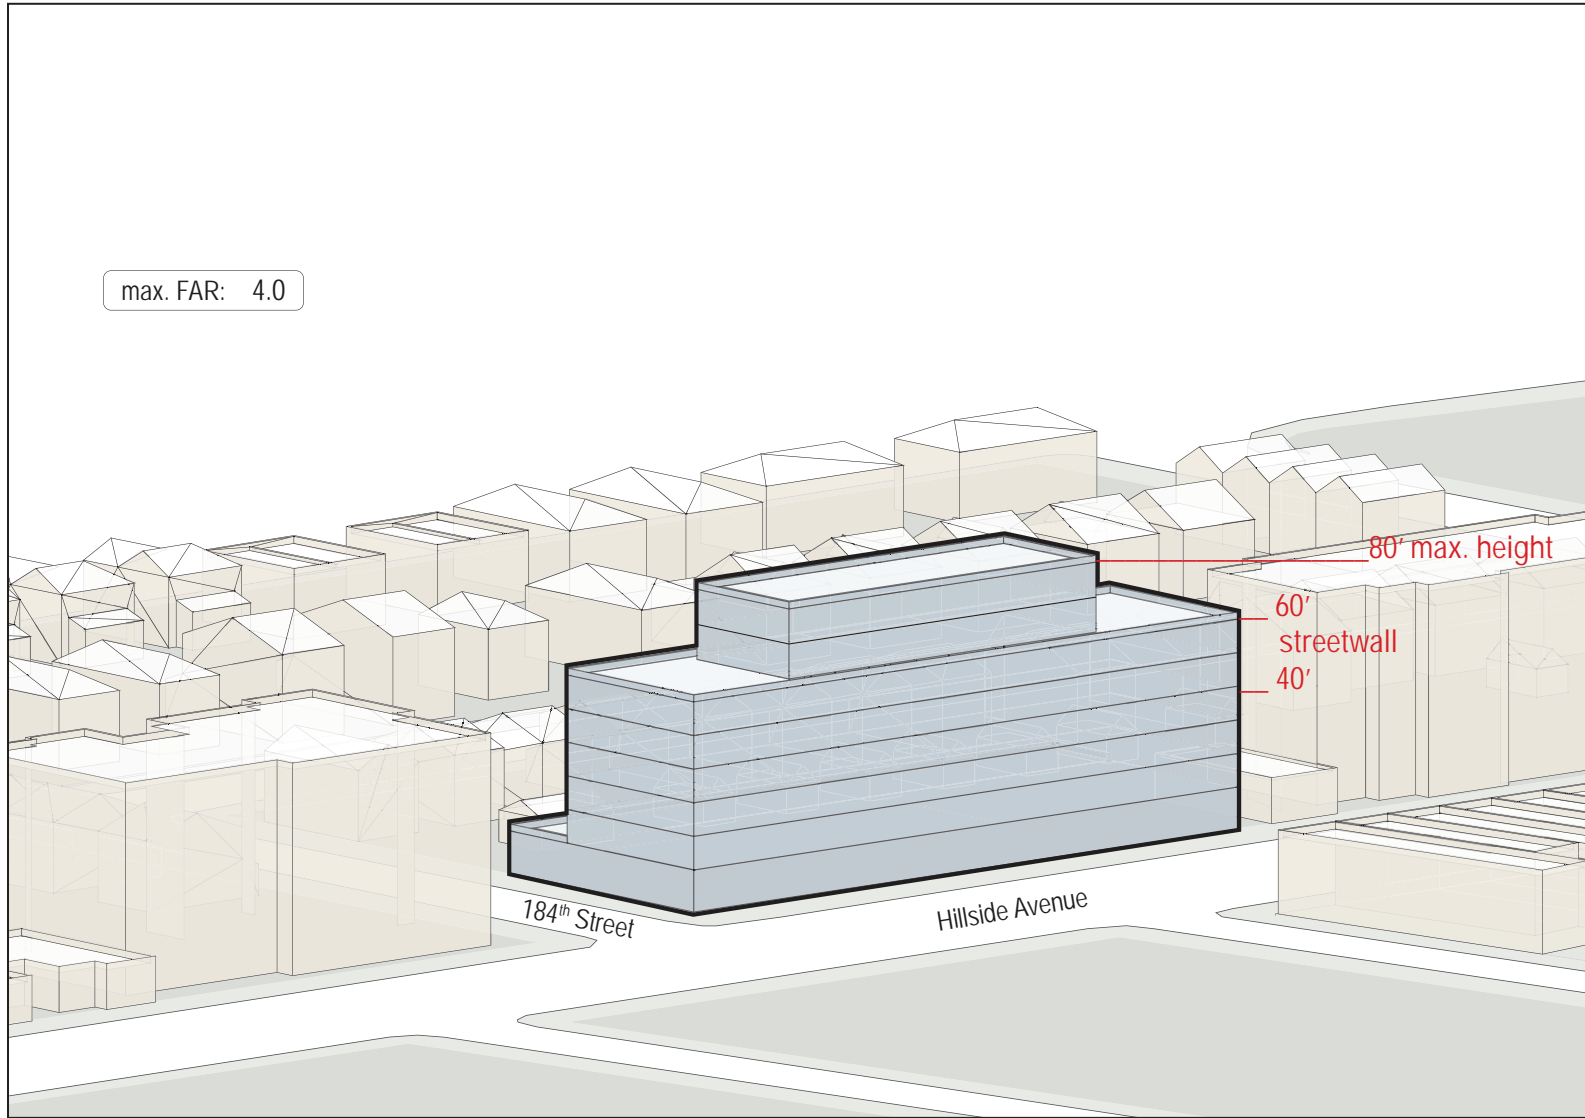 max. FAR: 4.0
80' max. height
60'
streetwall
40'
184th Street
Hillside Avenue